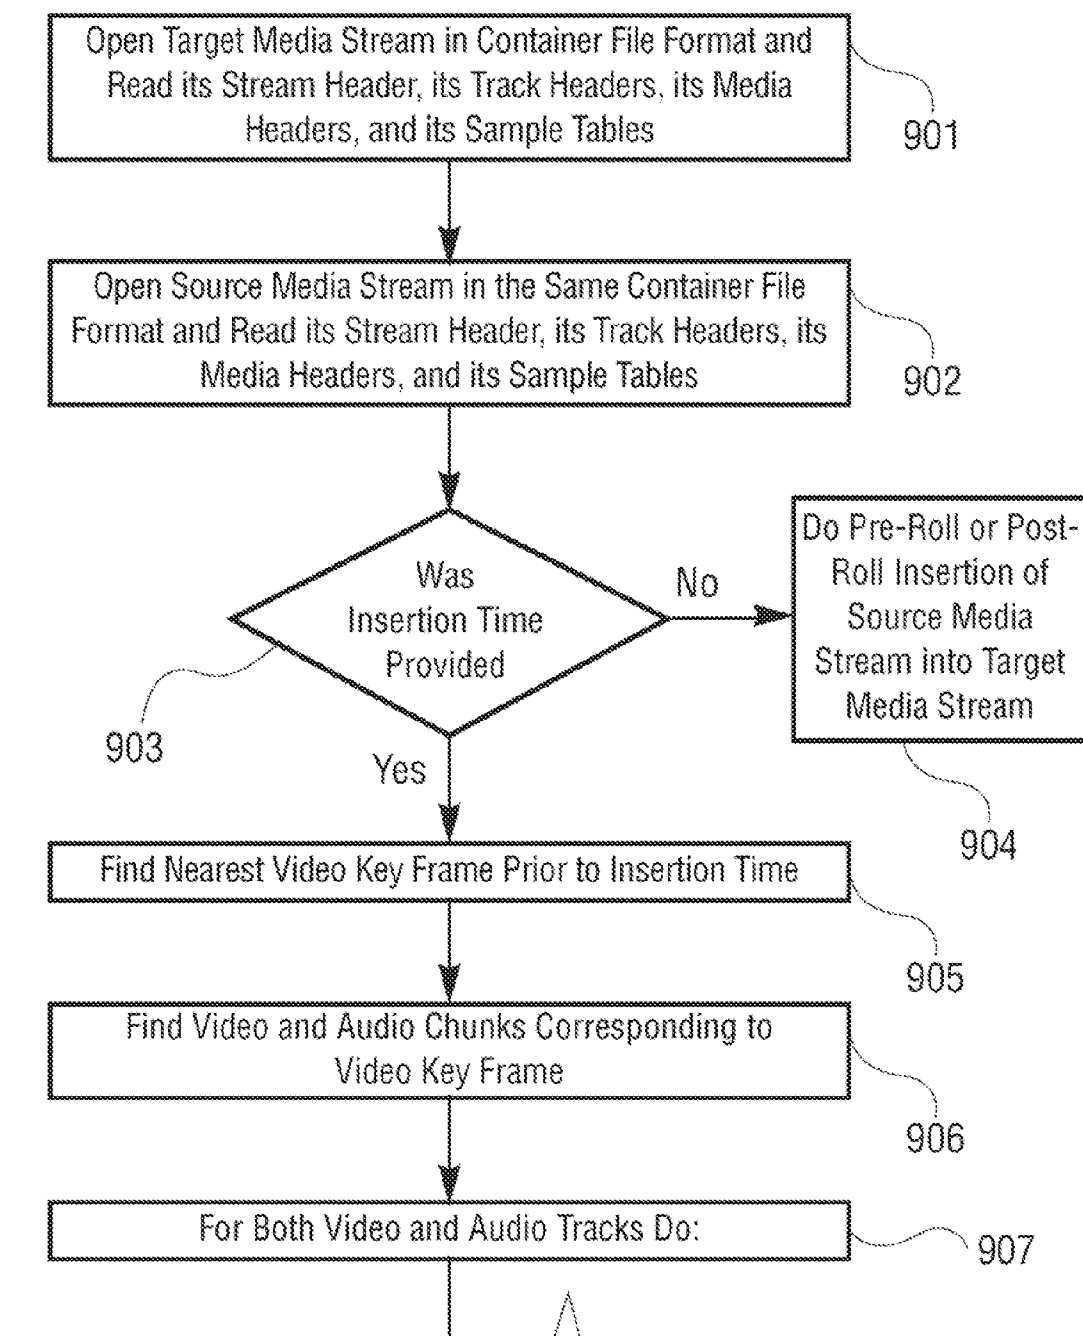 Open Target Media Stream in Container File Format and
Read its Stream Header, its Track Headers, its Media
Headers, and its Sample Tables
901
Open Source Media Stream in the Same Container File
Format and Read its Stream Header, its Track Headers, its
Media Headers, and its Sample Tables
902
Was
Insertion Time
Provided
903
No
Do Pre-Roll or Post-
Roll Insertion of
Source Media
Stream into Target
Media Stream
904
Yes
Find Nearest Video Key Frame Prior to Insertion Time
905
Find Video and Audio Chunks Corresponding to
Video Key Frame
906
For Both Video and Audio Tracks Do:
907